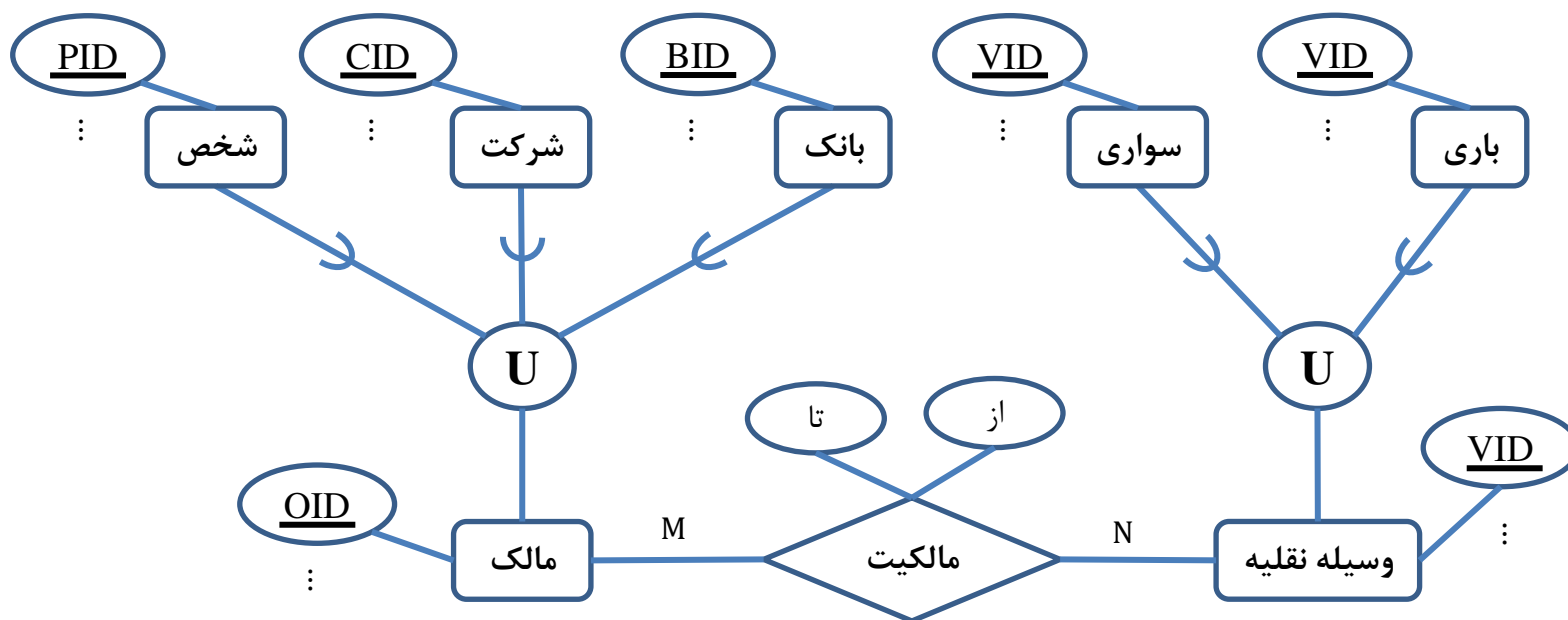 PID CID BID VID VID
⋮ ⋮ ⋮ ⋮ ⋮
شخص شرکت بانک سواری باری
U U
تا از
OID VID
M N
مالک مالکیت وسیله نقلیه
⋮ ⋮